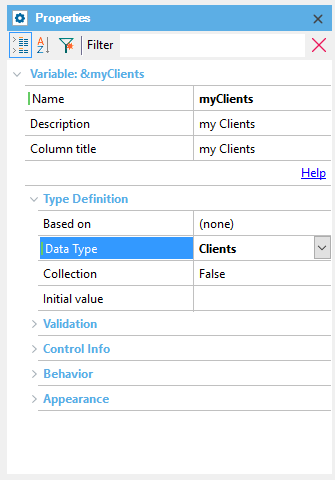 Properties
Filter
Variable: &myClients
Name myClients
Description my Clients
Column title my Clients
Help
Type Definition
Based on (none)
Data Type Clients
Collection False
Initial value
Validation
Control Info
Behavior
Appearance